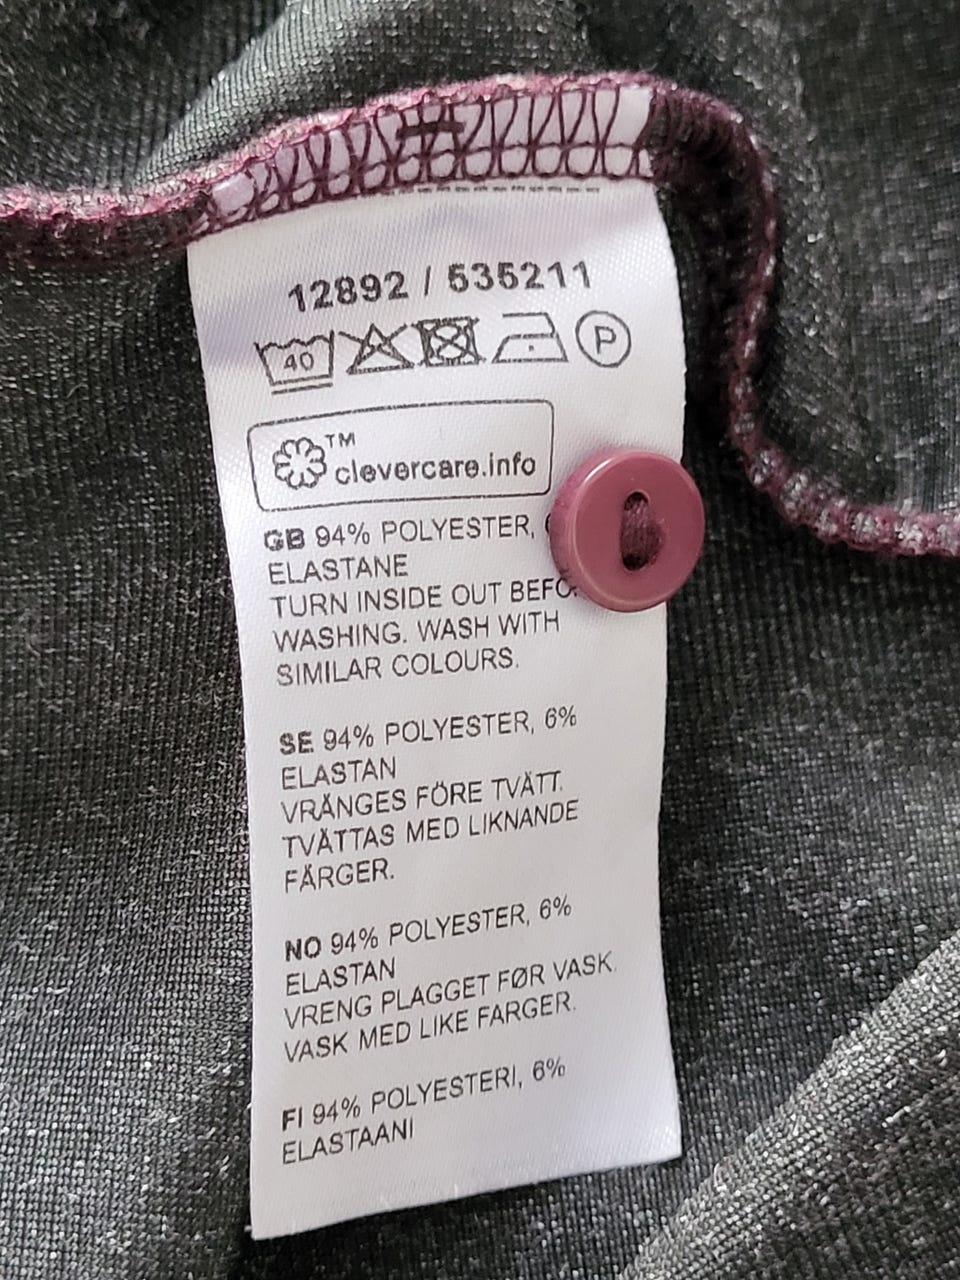 12892 / 535211
40 P
TM
clevercare.info
GB 94% POLYESTER,
ELASTANE
TURN INSIDE OUT
WASHING. WASH WITH
SIMILAR COLOURS.
SE 94% POLYESTER, 6%
ELASTAN
VRÄNGES FÖRE TVÄTT.
TVÄTTAS MED LIKNANDE
FÄRGER.
NO 94% POLYESTER, 6%
ELASTAN
VRENG PLAGGET FØR VASK.
VASK MED LIKE FARGER.
FI 94% POLYESTERI, 6%
ELASTAANI